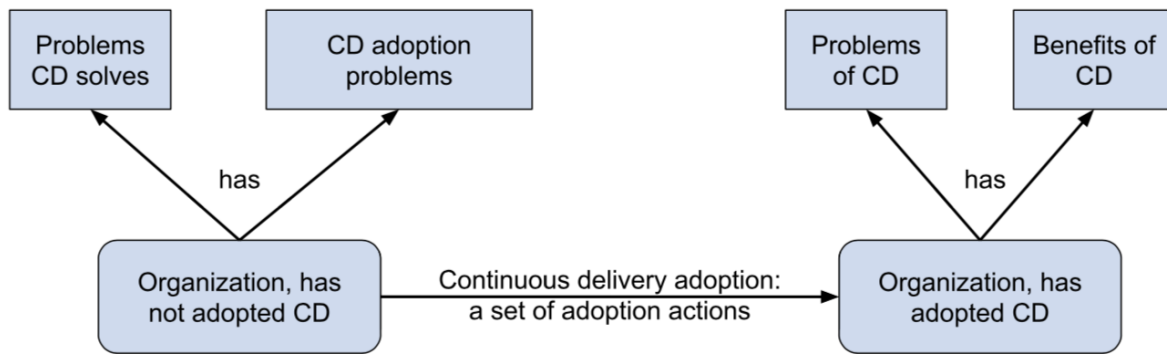 Problems
CD solves
CD adoption
problems
Problems
of CD
Benefits of
CD
has
has
Organization, has
not adopted CD
Continuous delivery adoption:
a set of adoption actions
Organization, has
adopted CD